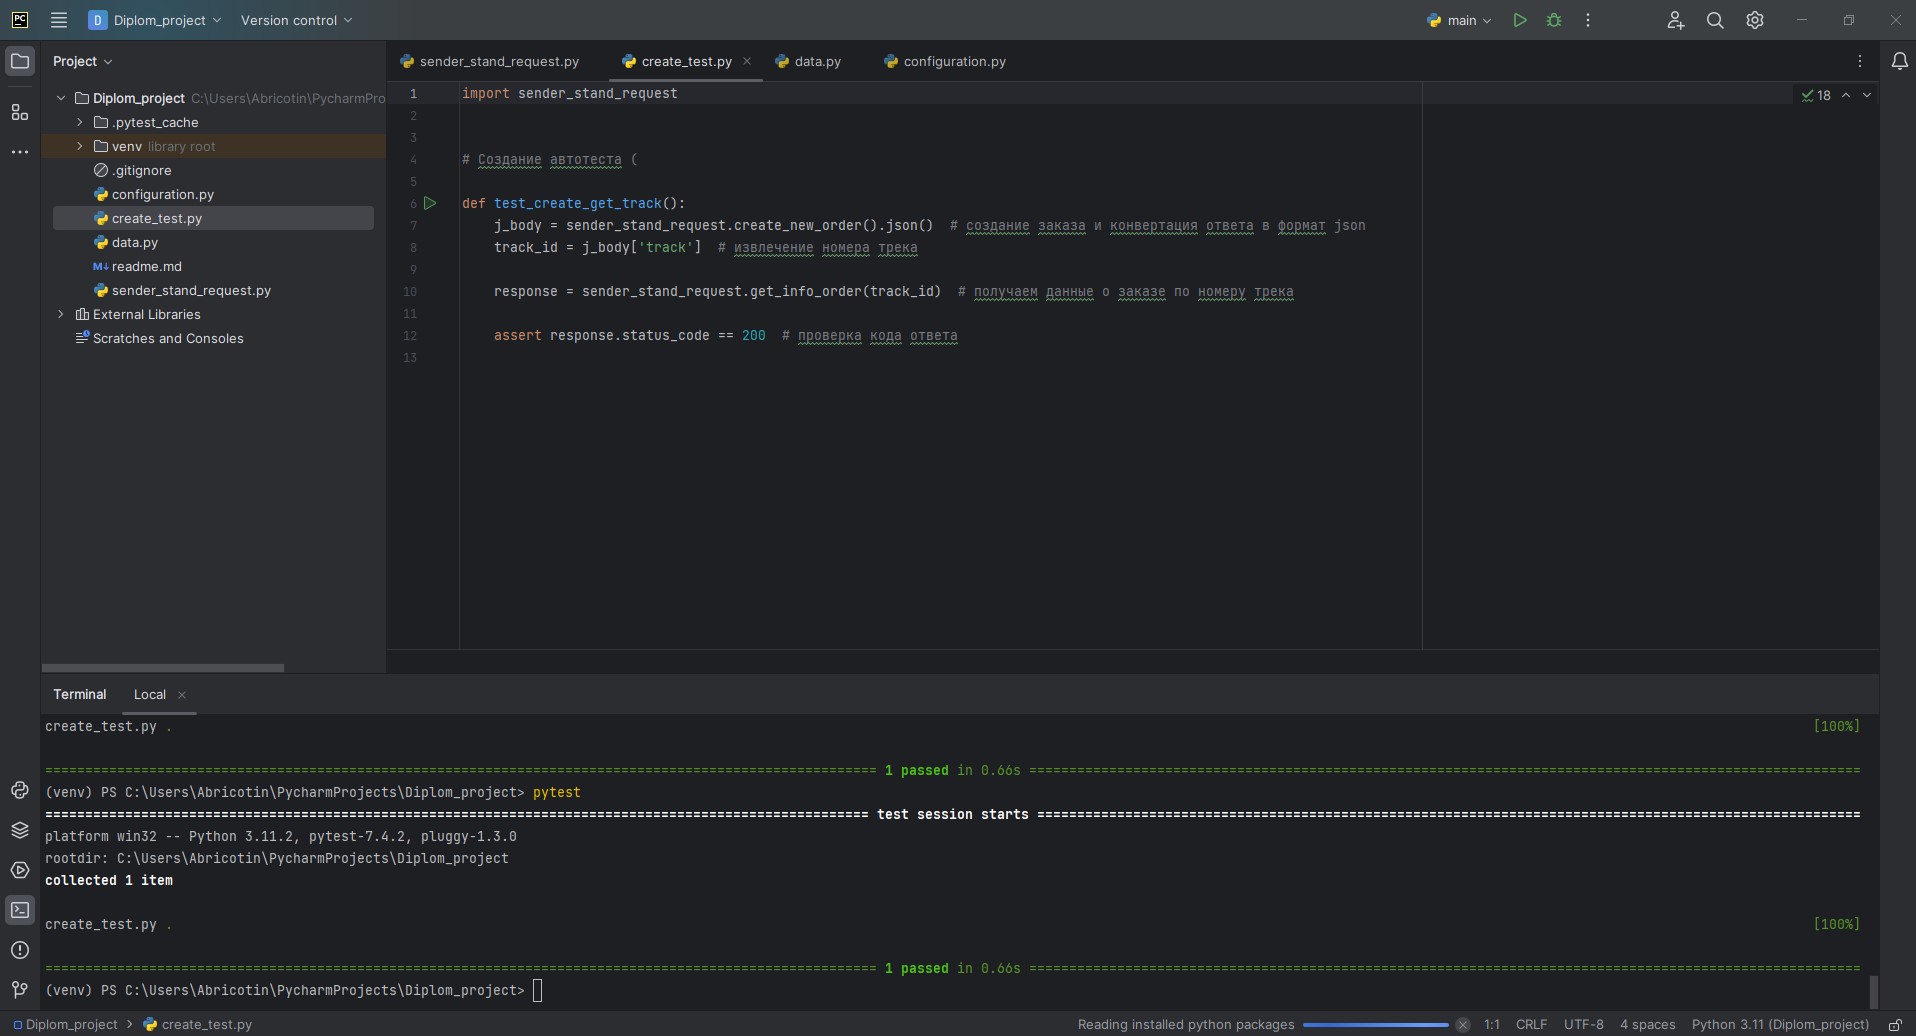 PC D Diplom_project Version control main
Project sender_stand_request.py create_test.py data.py configuration.py
Diplom_project C:\Users\Abricotin\PycharmPro
.pytest_cache
venv library root
.gitignore
configuration.py
create_test.py
data.py
M↓ readme.md
sender_stand_request.py
External Libraries
Scratches and Consoles
18
1 import sender_stand_request
2
3
4 # Создание автотеста (
5
6 def test_create_get_track():
7 j_body = sender_stand_request.create_new_order().json()  # создание заказа и конвертация ответа в формат json
8 track_id = j_body['track']  # извлечение номера трека
9
10 response = sender_stand_request.get_info_order(track_id)  # получаем данные о заказе по номеру трека
11
12 assert response.status_code == 200  # проверка кода ответа
13
Terminal Local
create_test.py . [100%]
============ 1 passed in 0.66s ============
(venv) PS C:\Users\Abricotin\PycharmProjects\Diplom_project> pytest
============ test session starts ============
platform win32 -- Python 3.11.2, pytest-7.4.2, pluggy-1.3.0
rootdir: C:\Users\Abricotin\PycharmProjects\Diplom_project
collected 1 item
create_test.py . [100%]
============ 1 passed in 0.66s ============
(venv) PS C:\Users\Abricotin\PycharmProjects\Diplom_project>
Diplom_project > create_test.py Reading installed python packages 1:1 CRLF UTF-8 4 spaces Python 3.11 (Diplom_project)